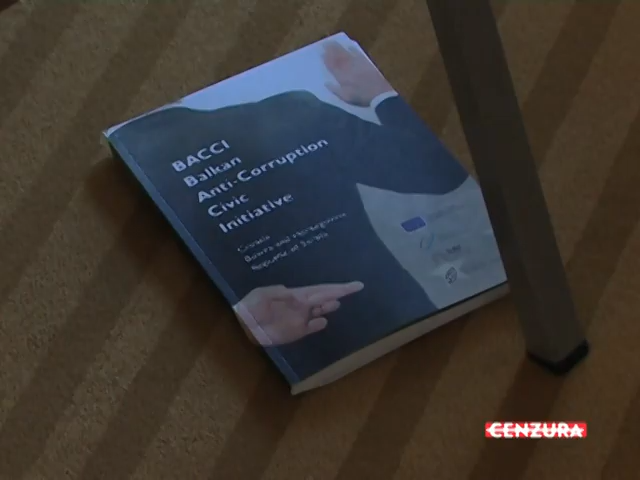 BACCI
Balkan
Anti-Corruption
Civic
Initiative
Croatia
Bosnia and Herzegovina
Republic of Serbia
CENZURA